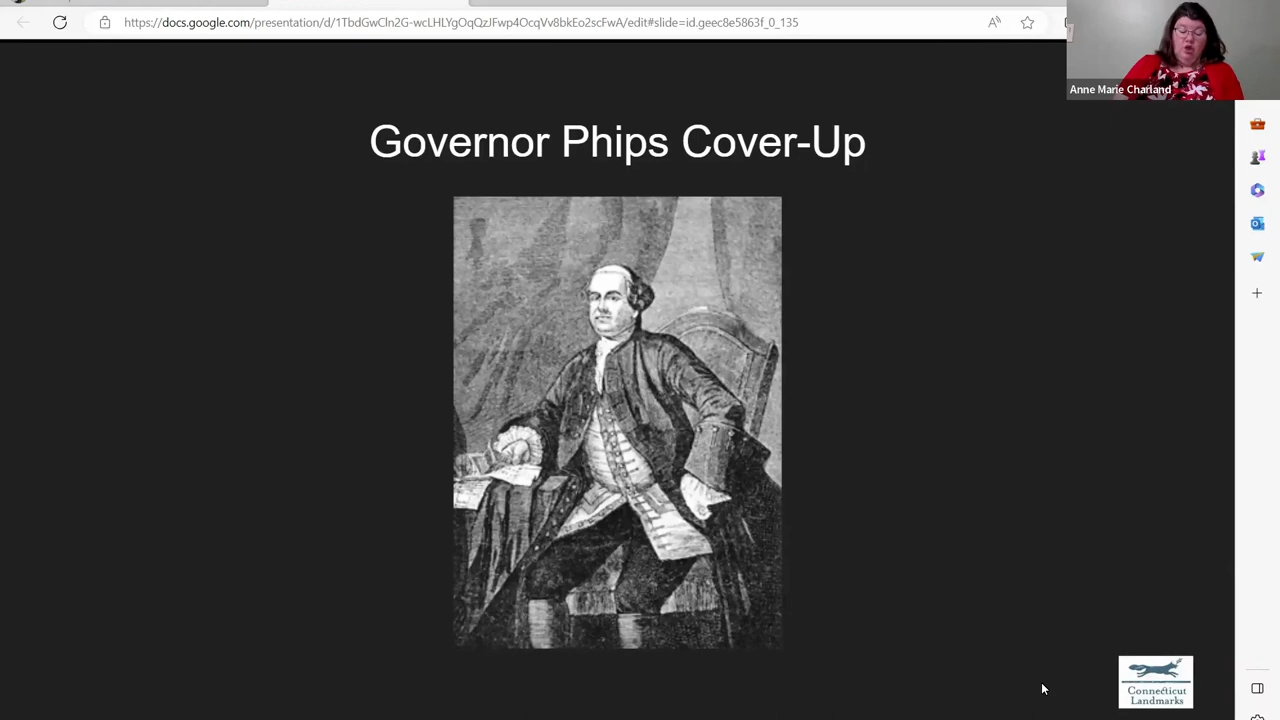 https://docs.google.com/presentation/d/1TbdGwCln2G-wcLHLYgOqQzJFwp4OcqVv8bkEo2scFwA/edit#slide=id.geec8e5863f_0_135
Anne Marie Charland
Governor Phips Cover-Up
Connecticut
Landmarks